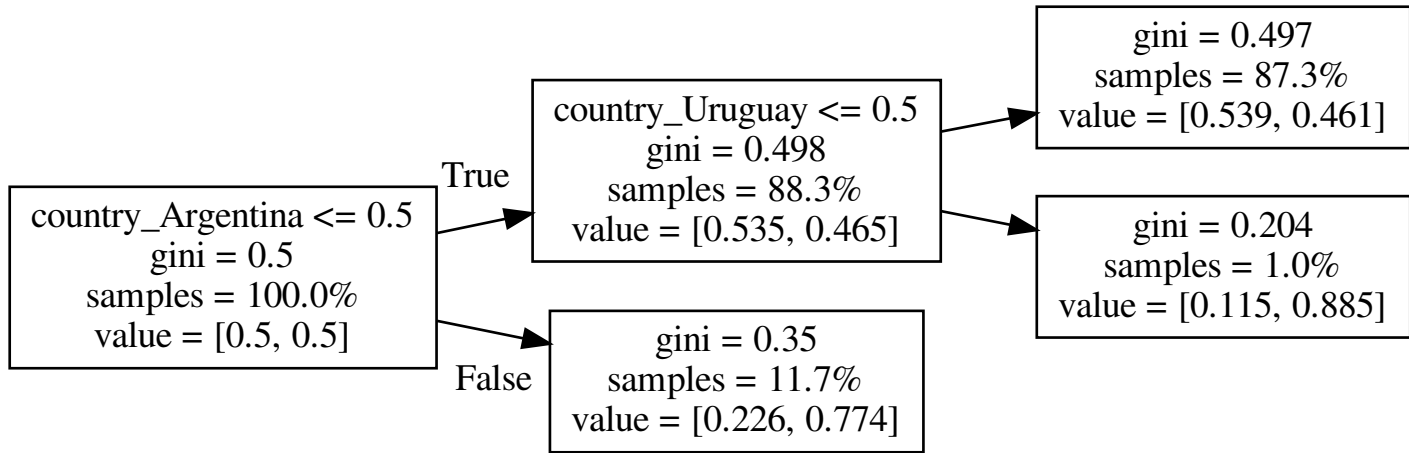 country_Argentina <= 0.5
gini = 0.5
samples = 100.0%
value = [0.5, 0.5]
True
False
country_Uruguay <= 0.5
gini = 0.498
samples = 88.3%
value = [0.535, 0.465]
gini = 0.35
samples = 11.7%
value = [0.226, 0.774]
gini = 0.497
samples = 87.3%
value = [0.539, 0.461]
gini = 0.204
samples = 1.0%
value = [0.115, 0.885]